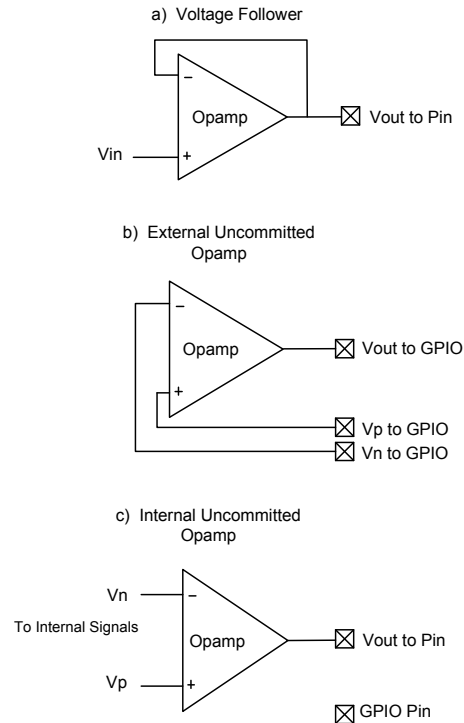 a) Voltage Follower
−
Opamp
Vout to Pin
Vin
+
b) External Uncommitted
Opamp
−
Opamp
Vout to GPIO
+
Vp to GPIO
Vn to GPIO
c) Internal Uncommitted
Opamp
Vn
−
To Internal Signals
Opamp
Vout to Pin
Vp
+
GPIO Pin